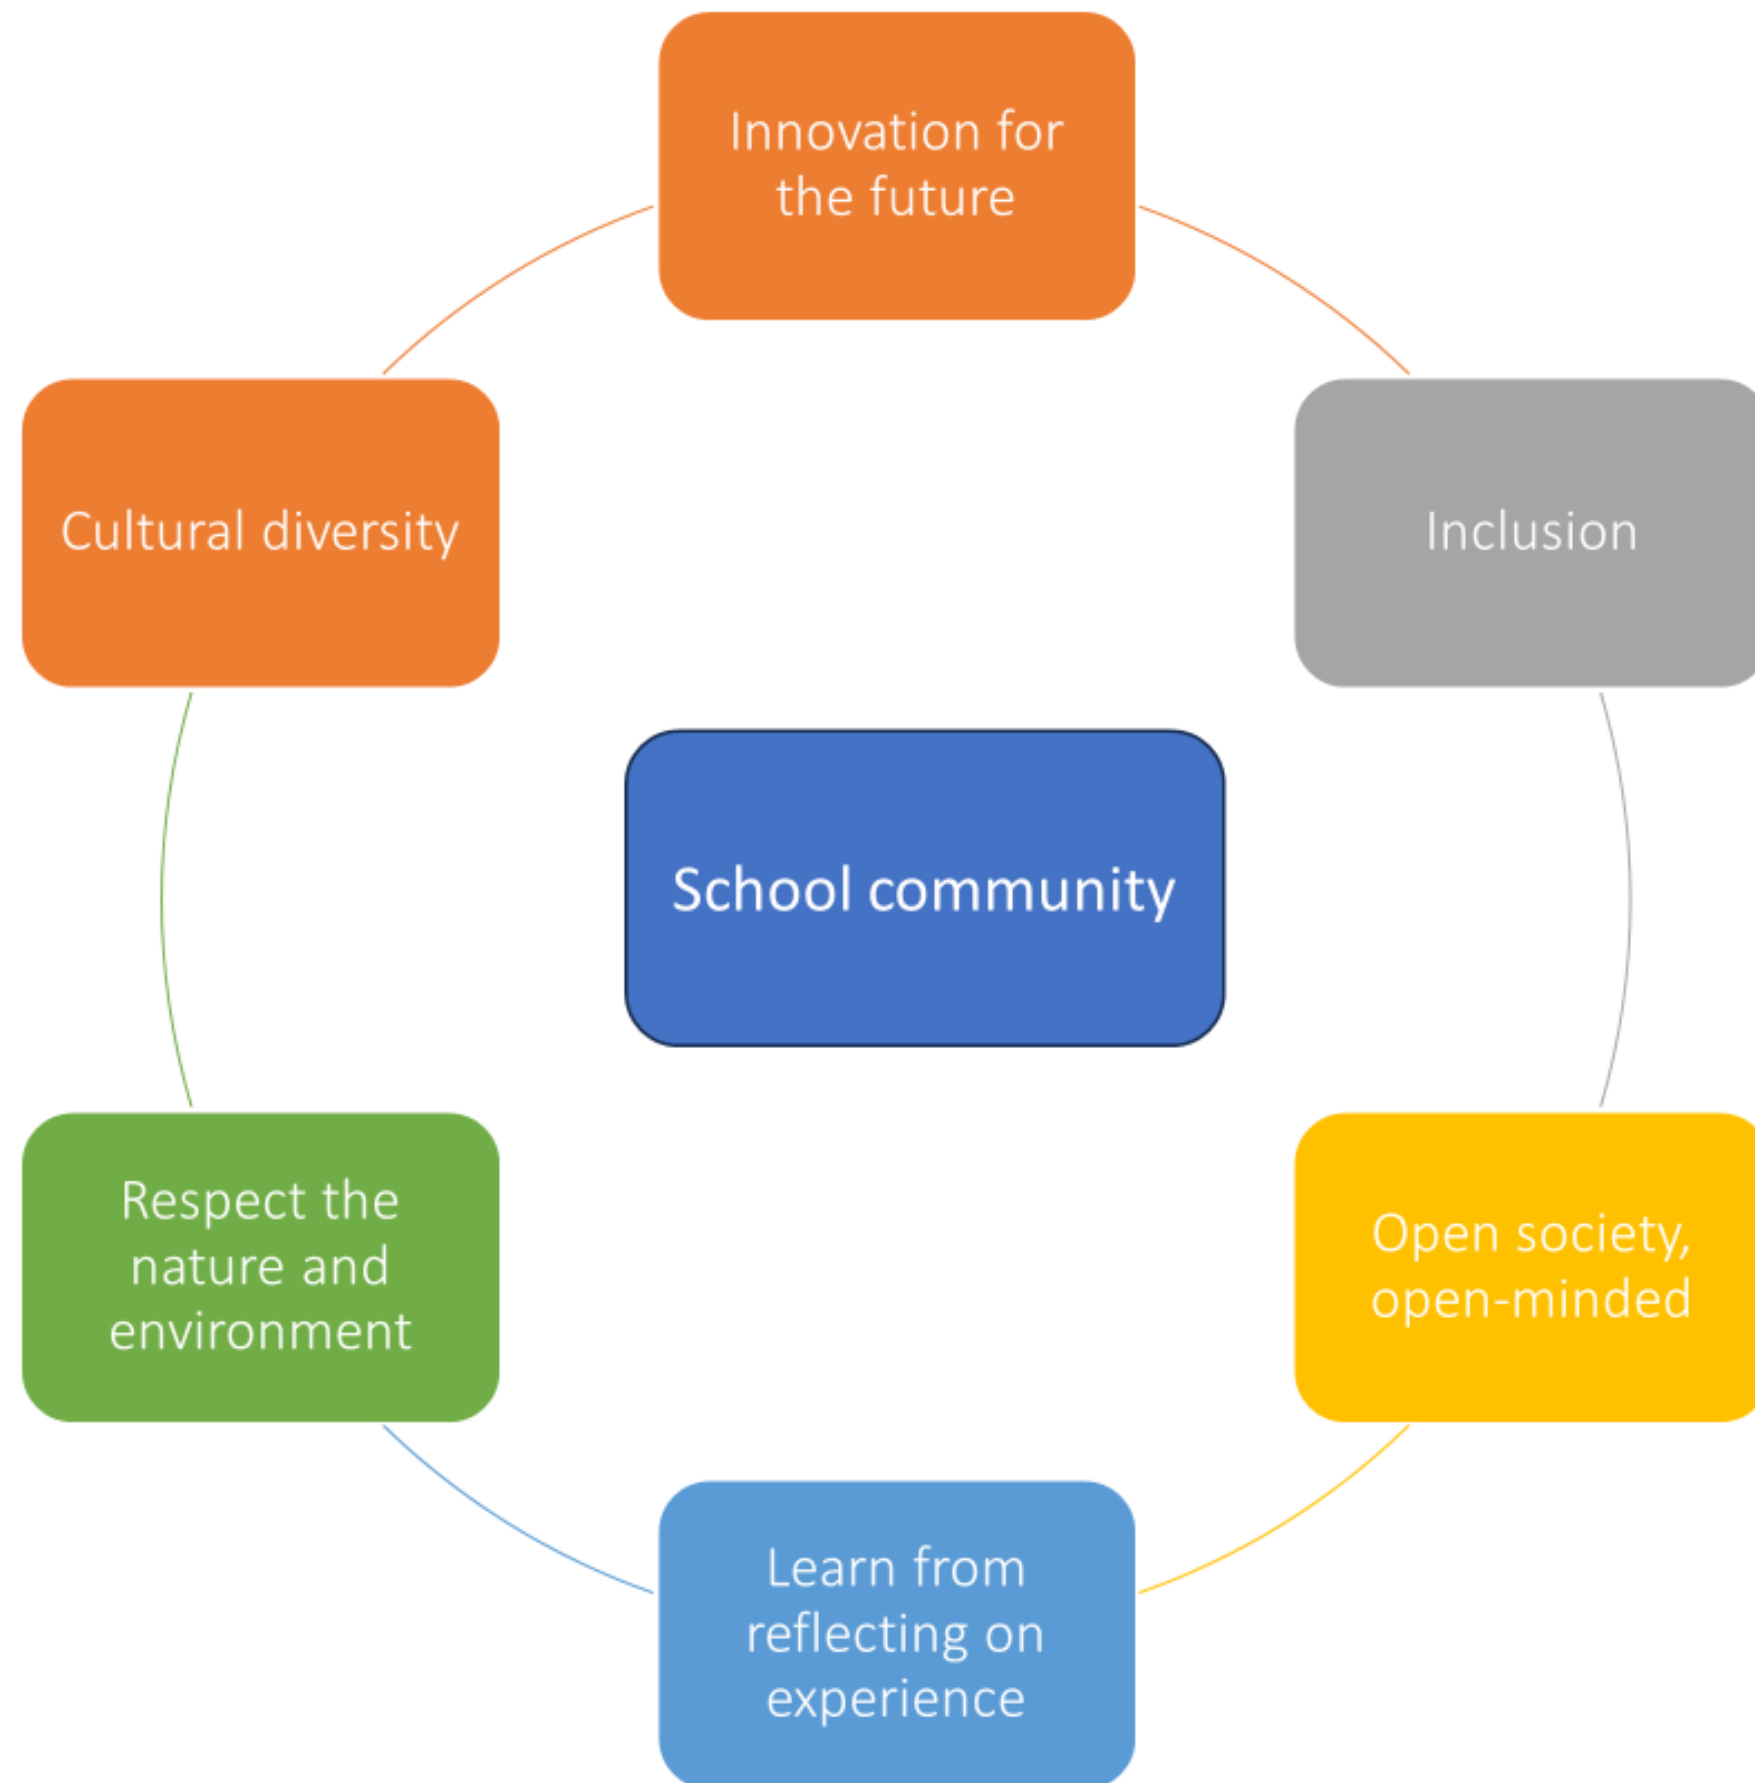 Innovation for
the future
Cultural diversity
Inclusion
School community
Respect the
nature and
environment
Open society,
open-minded
Learn from
reflecting on
experience